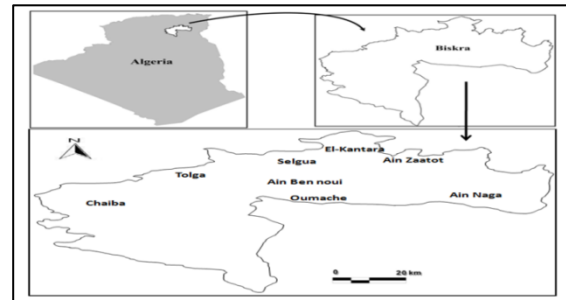 Algeria
Biskra
N
El-Kantara
Selgua
Ain Zaatot
Tolga
Ain Ben noui
Chaiba
Oumache
Ain Naga
0 20 km